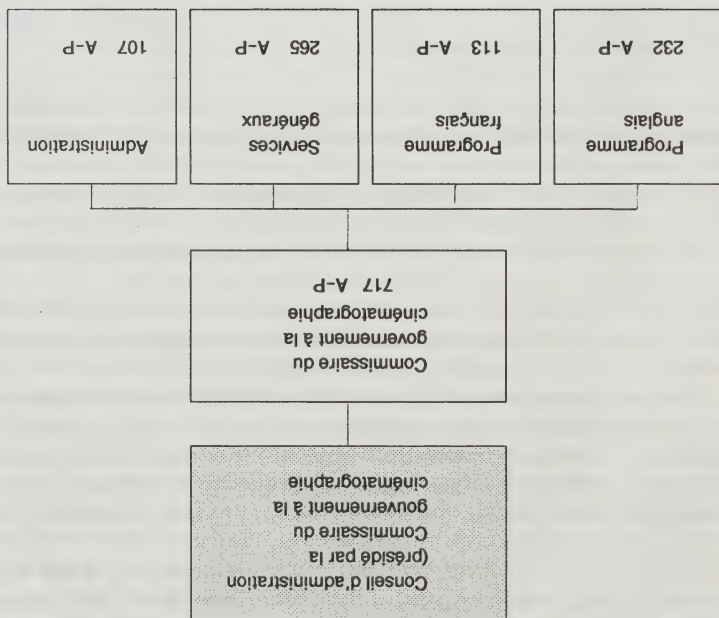 Conseil d'administration
(présidé par la
Commissaire du
gouvernement à la
cinématographie
Commissaire du
governement à la
cinématographie
717 A-P
Programme
anglais
232 A-P
Programme
français
113 A-P
Services
généraux
265 A-P
Administration
107 A-P